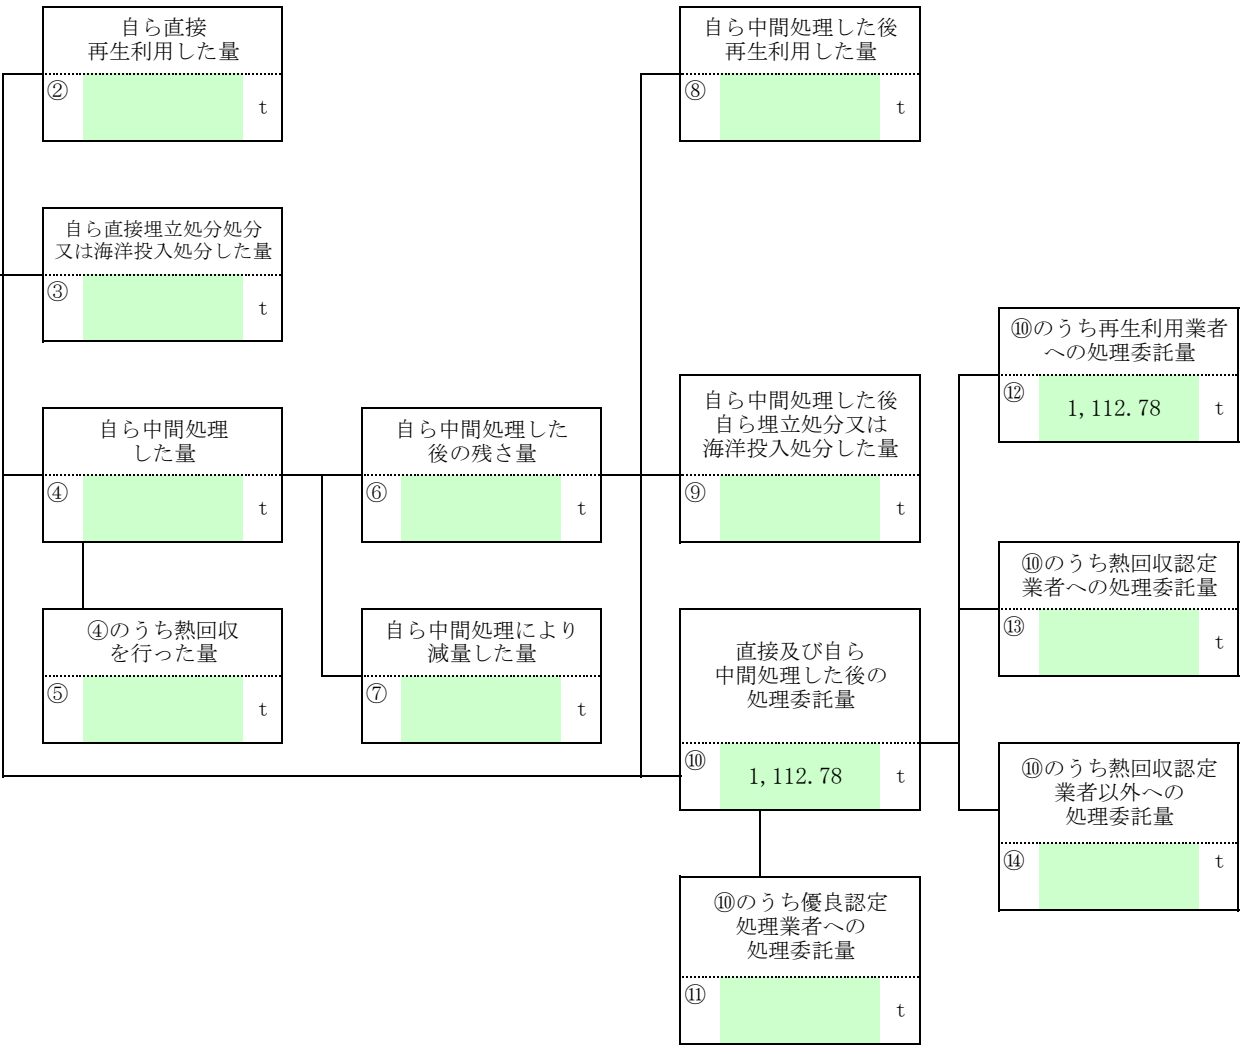 自ら直接
再生利用した量
② t
自ら中間処理した後
再生利用した量
⑧ t
自ら直接埋立処分処分
又は海洋投入処分した量
③ t
⑩のうち再生利用業者
への処理委託量
⑫ 1,112.78 t
自ら中間処理
した量
④ t
自ら中間処理した
後の残さ量
⑥ t
自ら中間処理した後
自ら埋立処分又は
海洋投入処分した量
⑨ t
⑩のうち熱回収認定
業者への処理委託量
⑬ t
④のうち熱回収
を行った量
⑤ t
自ら中間処理により
減量した量
⑦ t
直接及び自ら
中間処理した後の
処理委託量
⑩ 1,112.78 t
⑩のうち熱回収認定
業者以外への
処理委託量
⑭ t
⑩のうち優良認定
処理業者への
処理委託量
⑪ t